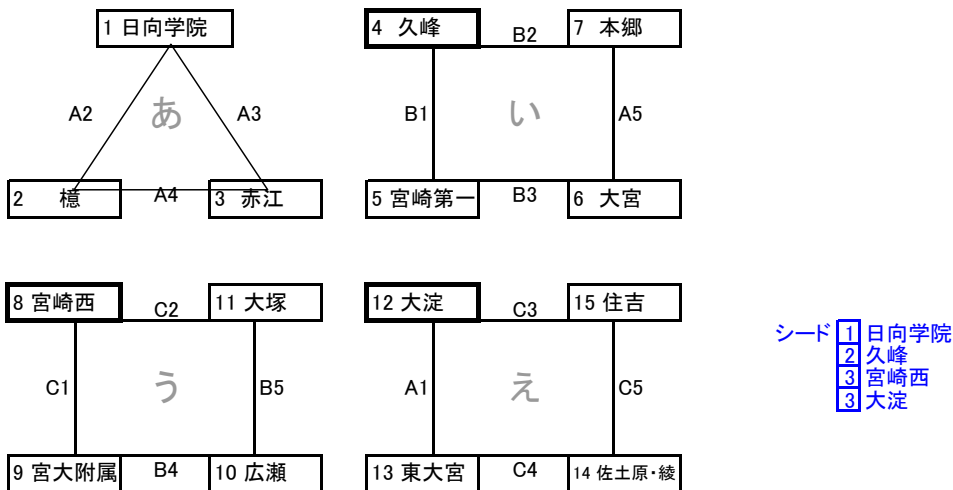 1 日向学院
A2 あ A3
2 檍 A4 3 赤江
4 久峰 B2 7 本郷
B1 い A5
5 宮崎第一 B3 6 大宮
8 宮崎西 C2 11 大塚
C1 う B5
9 宮大附属 B4 10 広瀬
12 大淀 C3 15 住吉
A1 え C5
13 東大宮 C4 14 佐土原・綾
シード 1 日向学院
2 久峰
3 宮崎西
3 大淀